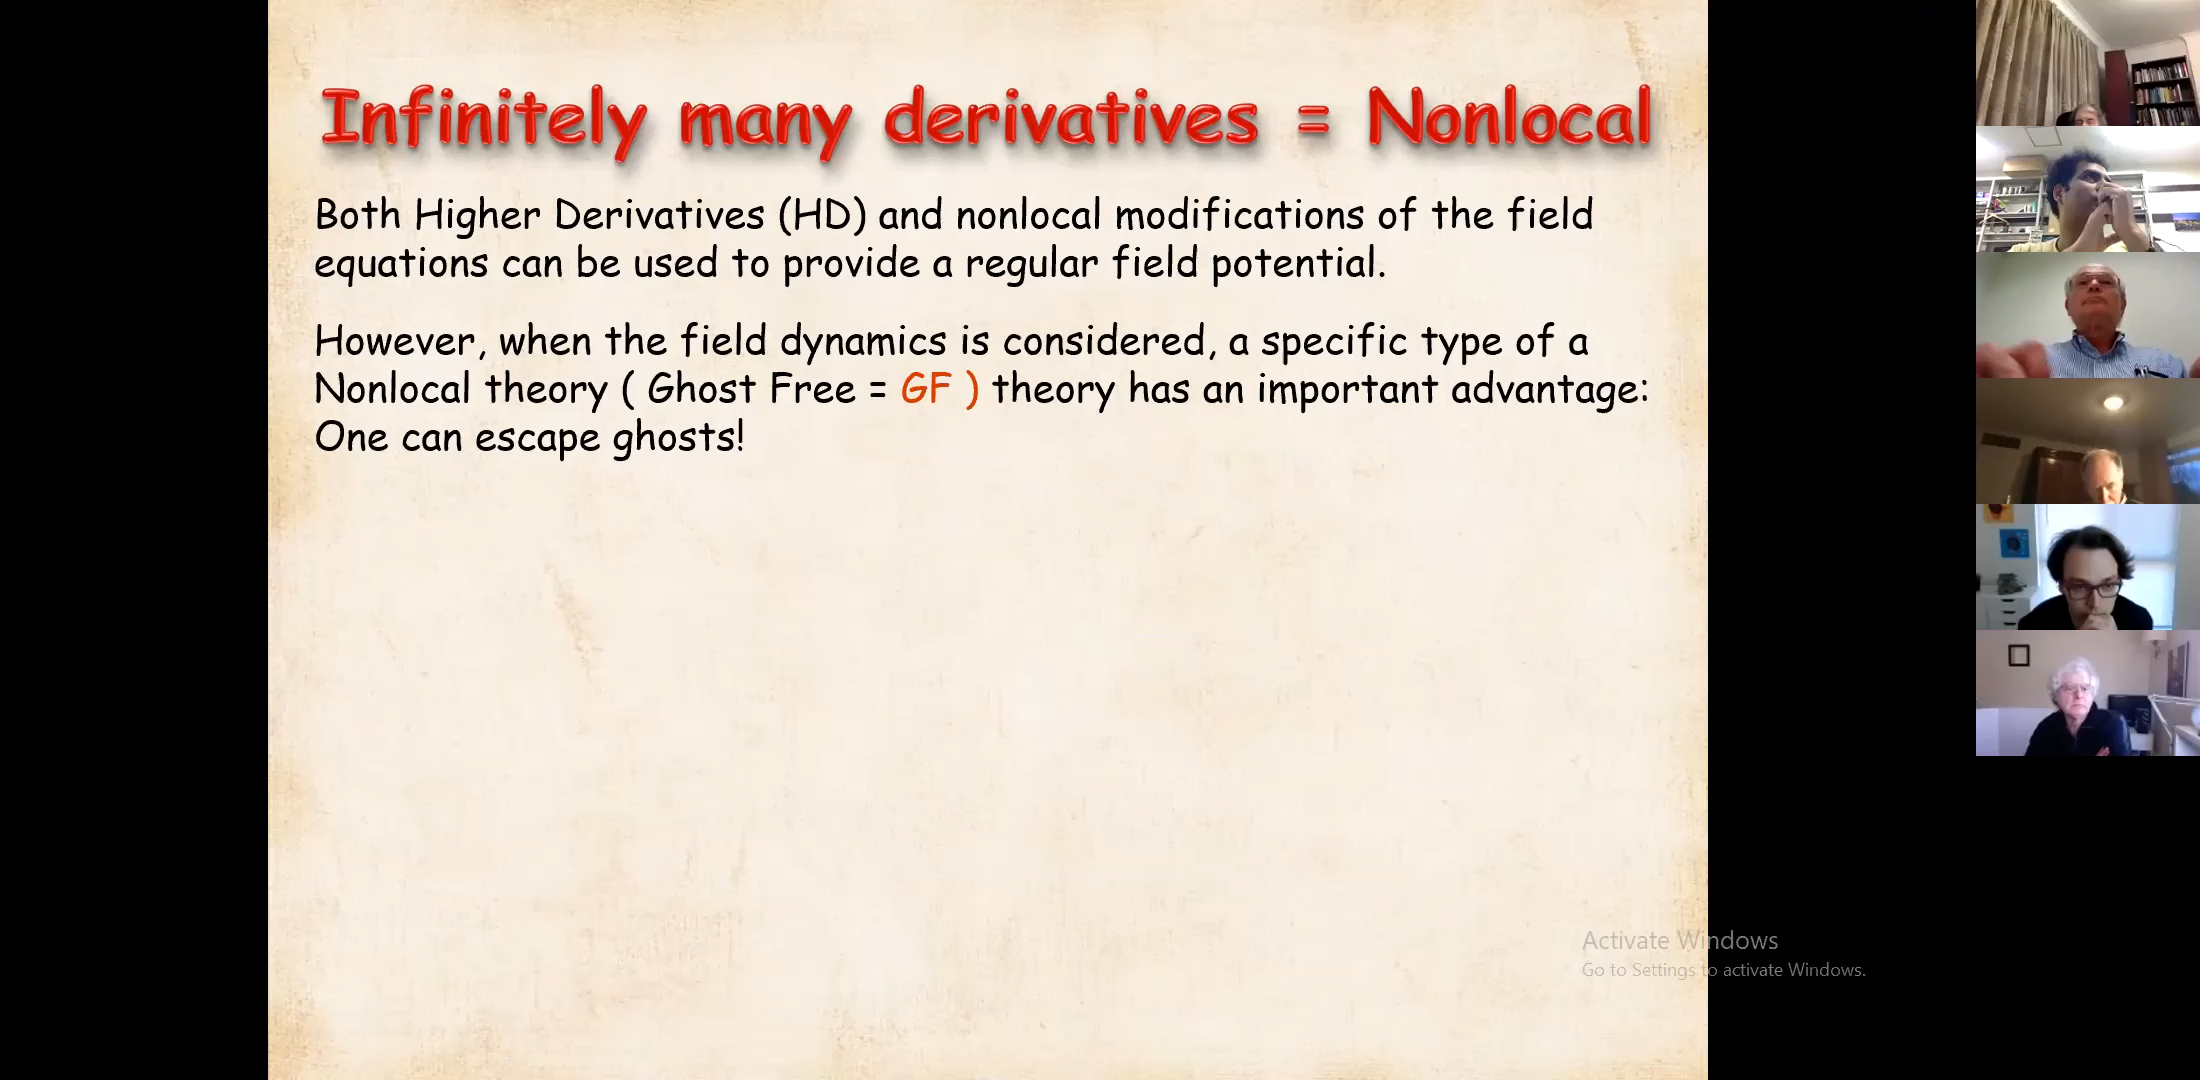 Infinitely many derivatives = Nonlocal
Both Higher Derivatives (HD) and nonlocal modifications of the field
equations can be used to provide a regular field potential.
However, when the field dynamics is considered, a specific type of a
Nonlocal theory ( Ghost Free = GF ) theory has an important advantage:
One can escape ghosts!
Activate Windows
Go to Settings to activate Windows.